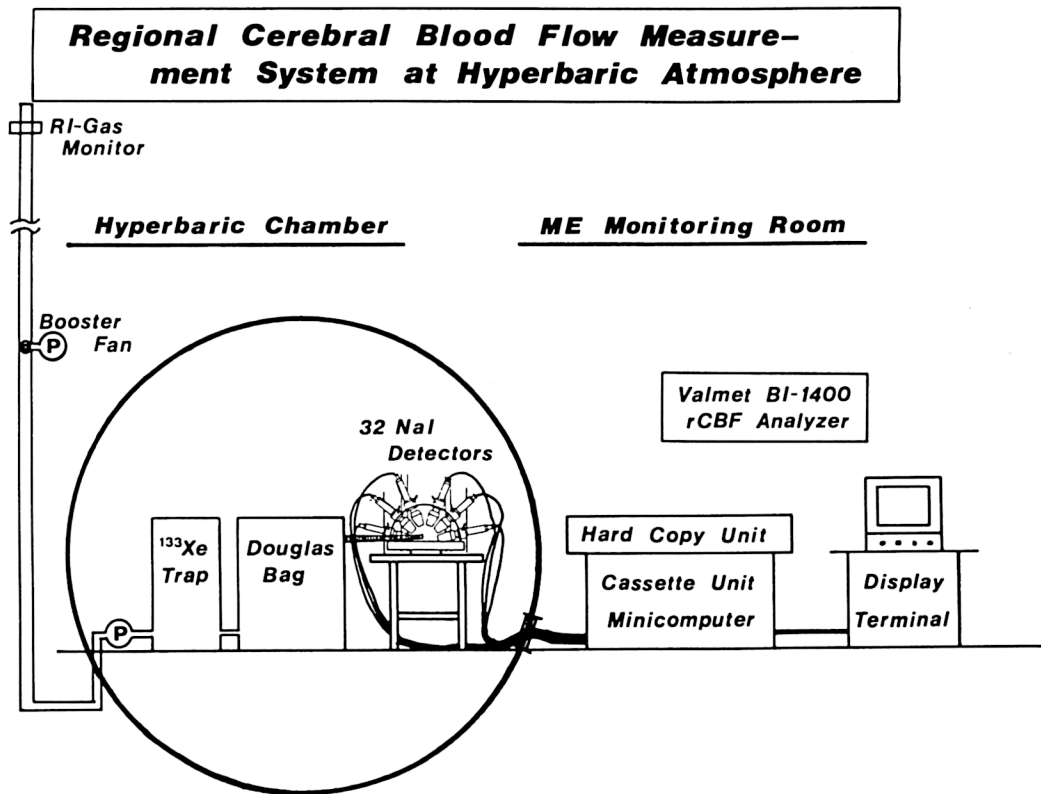 Regional Cerebral Blood Flow Measure-
ment System at Hyperbaric Atmosphere
RI-Gas
Monitor
Hyperbaric Chamber
ME Monitoring Room
Booster
Fan
P
Valmet BI-1400
rCBF Analyzer
32 NaI
Detectors
133Xe
Trap
Douglas
Bag
Hard Copy Unit
Cassette Unit
Minicomputer
Display
Terminal
P